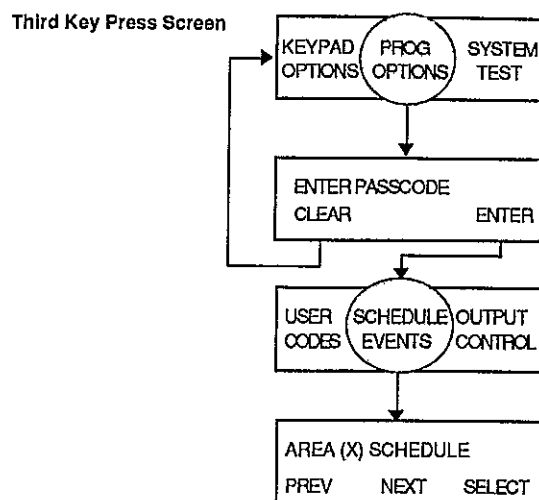 Third Key Press Screen
KEYPAD PROG SYSTEM
OPTIONS OPTIONS TEST
ENTER PASSCODE
CLEAR ENTER
USER SCHEDULE OUTPUT
CODES EVENTS CONTROL
AREA (X) SCHEDULE
PREV NEXT SELECT